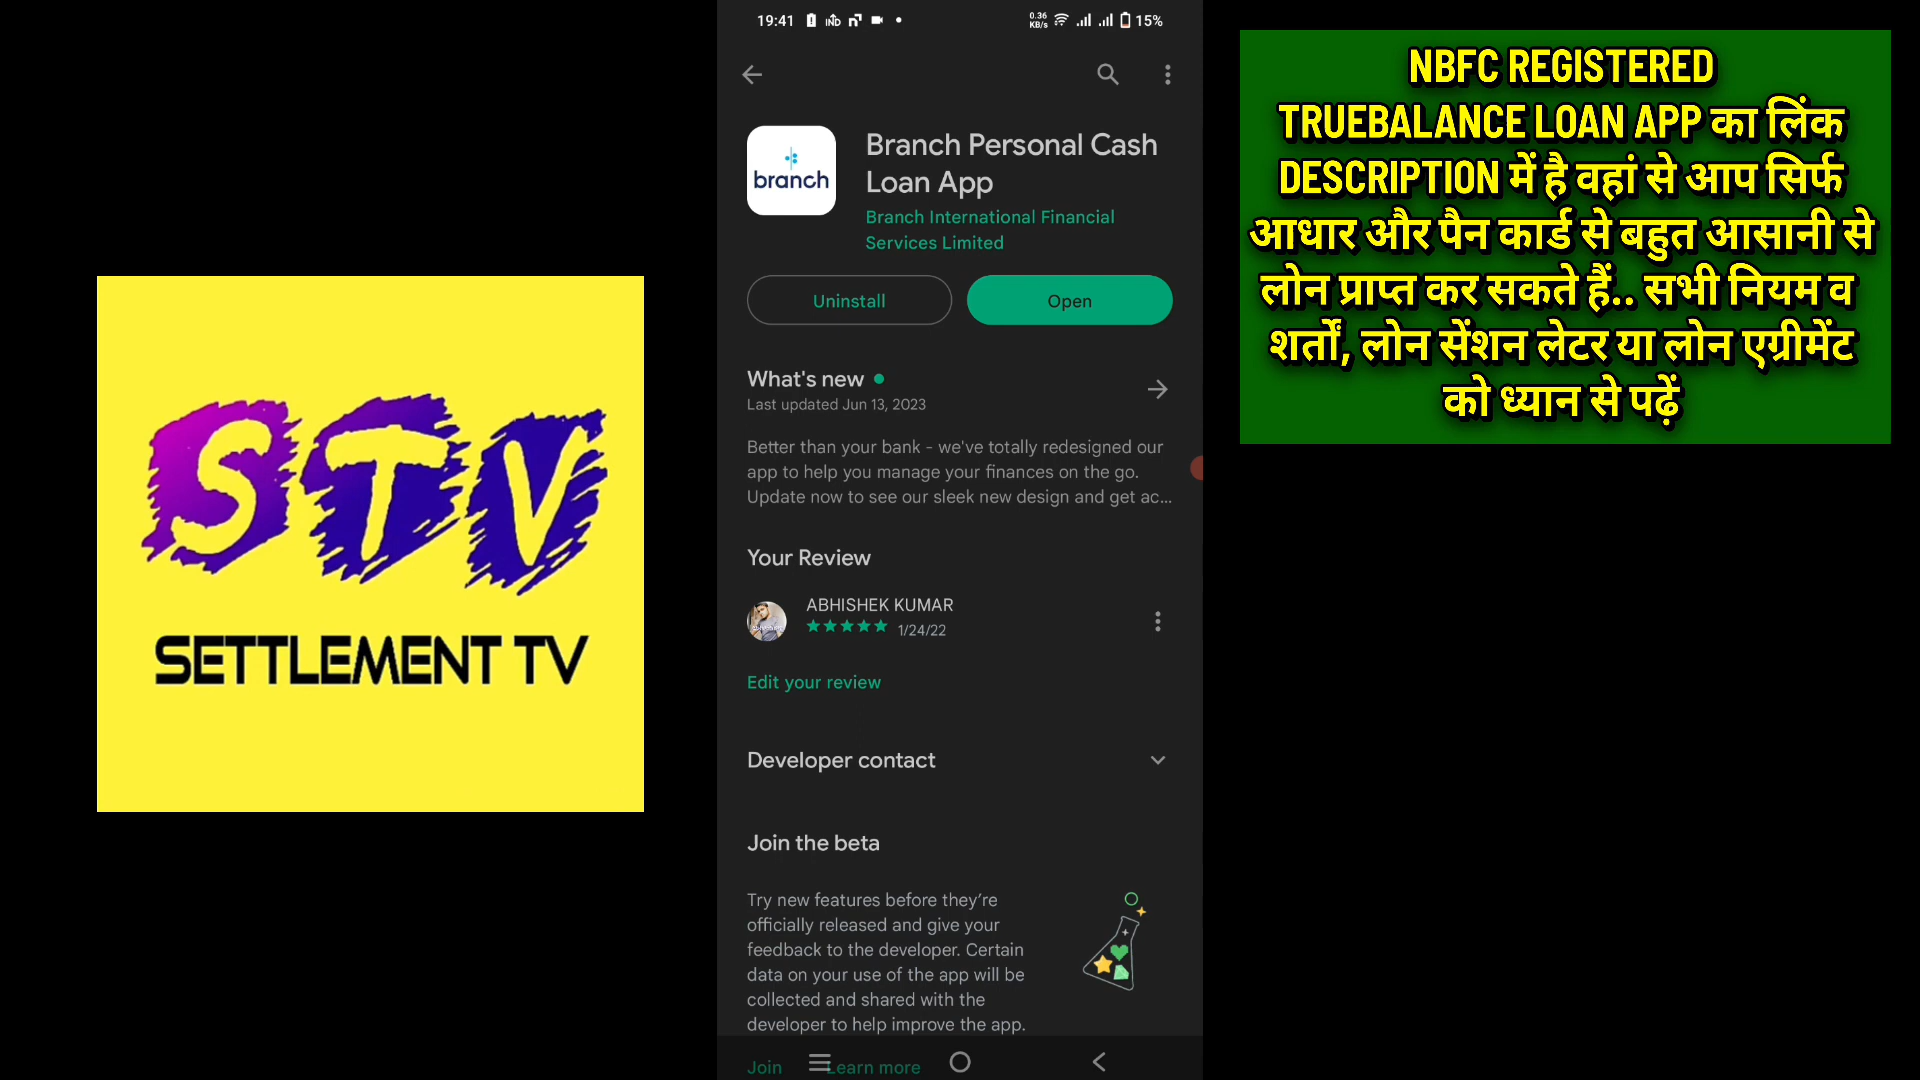 STV
SETTLEMENT TV
19:41
0.36
KB/s
15%
branch
Branch Personal Cash
Loan App
Branch International Financial
Services Limited
Uninstall
Open
What's new
Last updated Jun 13, 2023
Better than your bank - we've totally redesigned our
app to help you manage your finances on the go.
Update now to see our sleek new design and get ac...
Your Review
ABHISHEK KUMAR
1/24/22
Edit your review
Developer contact
Join the beta
Try new features before they're
officially released and give your
feedback to the developer. Certain
data on your use of the app will be
collected and shared with the
developer to help improve the app.
Join
Learn more
NBFC REGISTERED
TRUEBALANCE LOAN APP का लिंक
DESCRIPTION में है वहां से आप सिर्फ
आधार और पैन कार्ड से बहुत आसानी से
लोन प्राप्त कर सकते हैं.. सभी नियम व
शर्तों, लोन सेंशन लेटर या लोन एग्रीमेंट
को ध्यान से पढ़ें